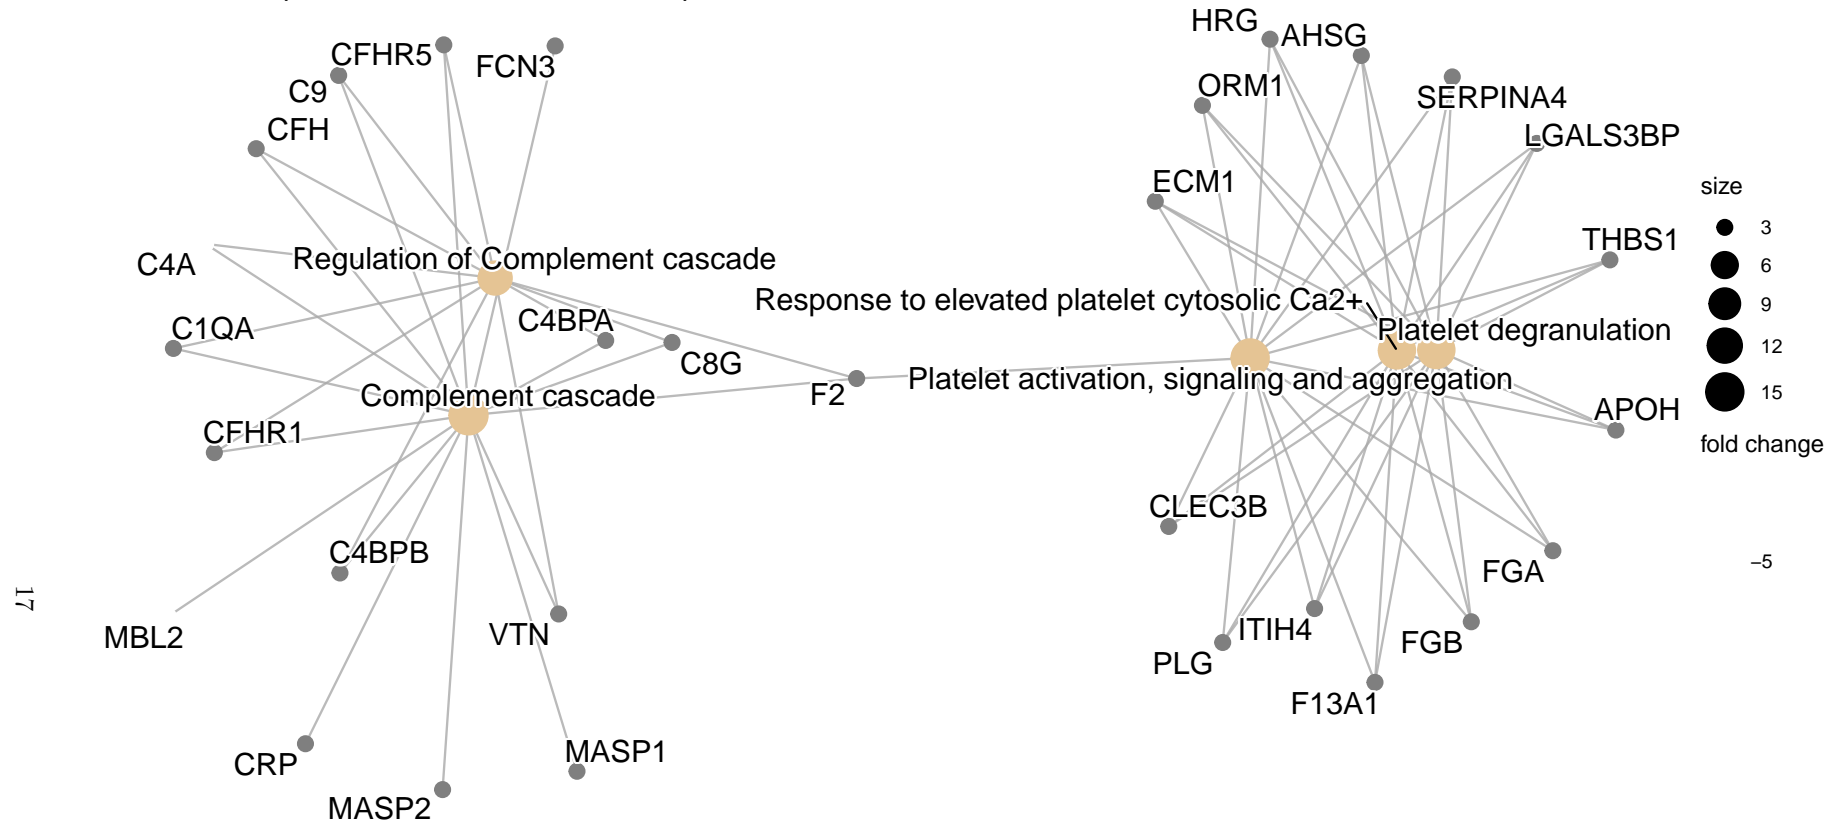 HRG
AHSG
CFHR5
FCN3
C9
ORM1
SERPINA4
CFH
LGALS3BP
ECM1
size
3
THBS1
C4A
Regulation of Complement cascade
6
Response to elevated platelet cytosolic Ca2+
9
C1QA
C4BPA
Platelet degranulation
12
C8G
Platelet activation, signaling and aggregation
Complement cascade
F2
15
APOH
CFHR1
fold change
CLEC3B
C4BPB
−5
FGA
17
MBL2
VTN
ITIH4
FGB
PLG
F13A1
CRP
MASP1
MASP2